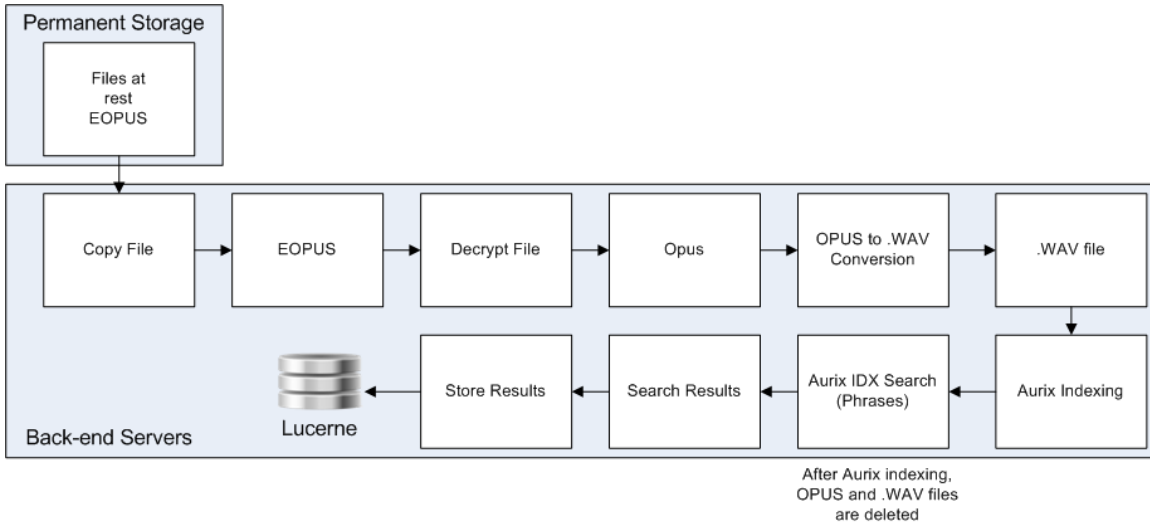 Permanent Storage
Files at
rest
EOPUS
Copy File
EOPUS
Decrypt File
Opus
OPUS to .WAV
Conversion
.WAV file
Lucerne
Store Results
Search Results
Aurix IDX Search
(Phrases)
Aurix Indexing
Back-end Servers
After Aurix indexing,
OPUS and .WAV files
are deleted